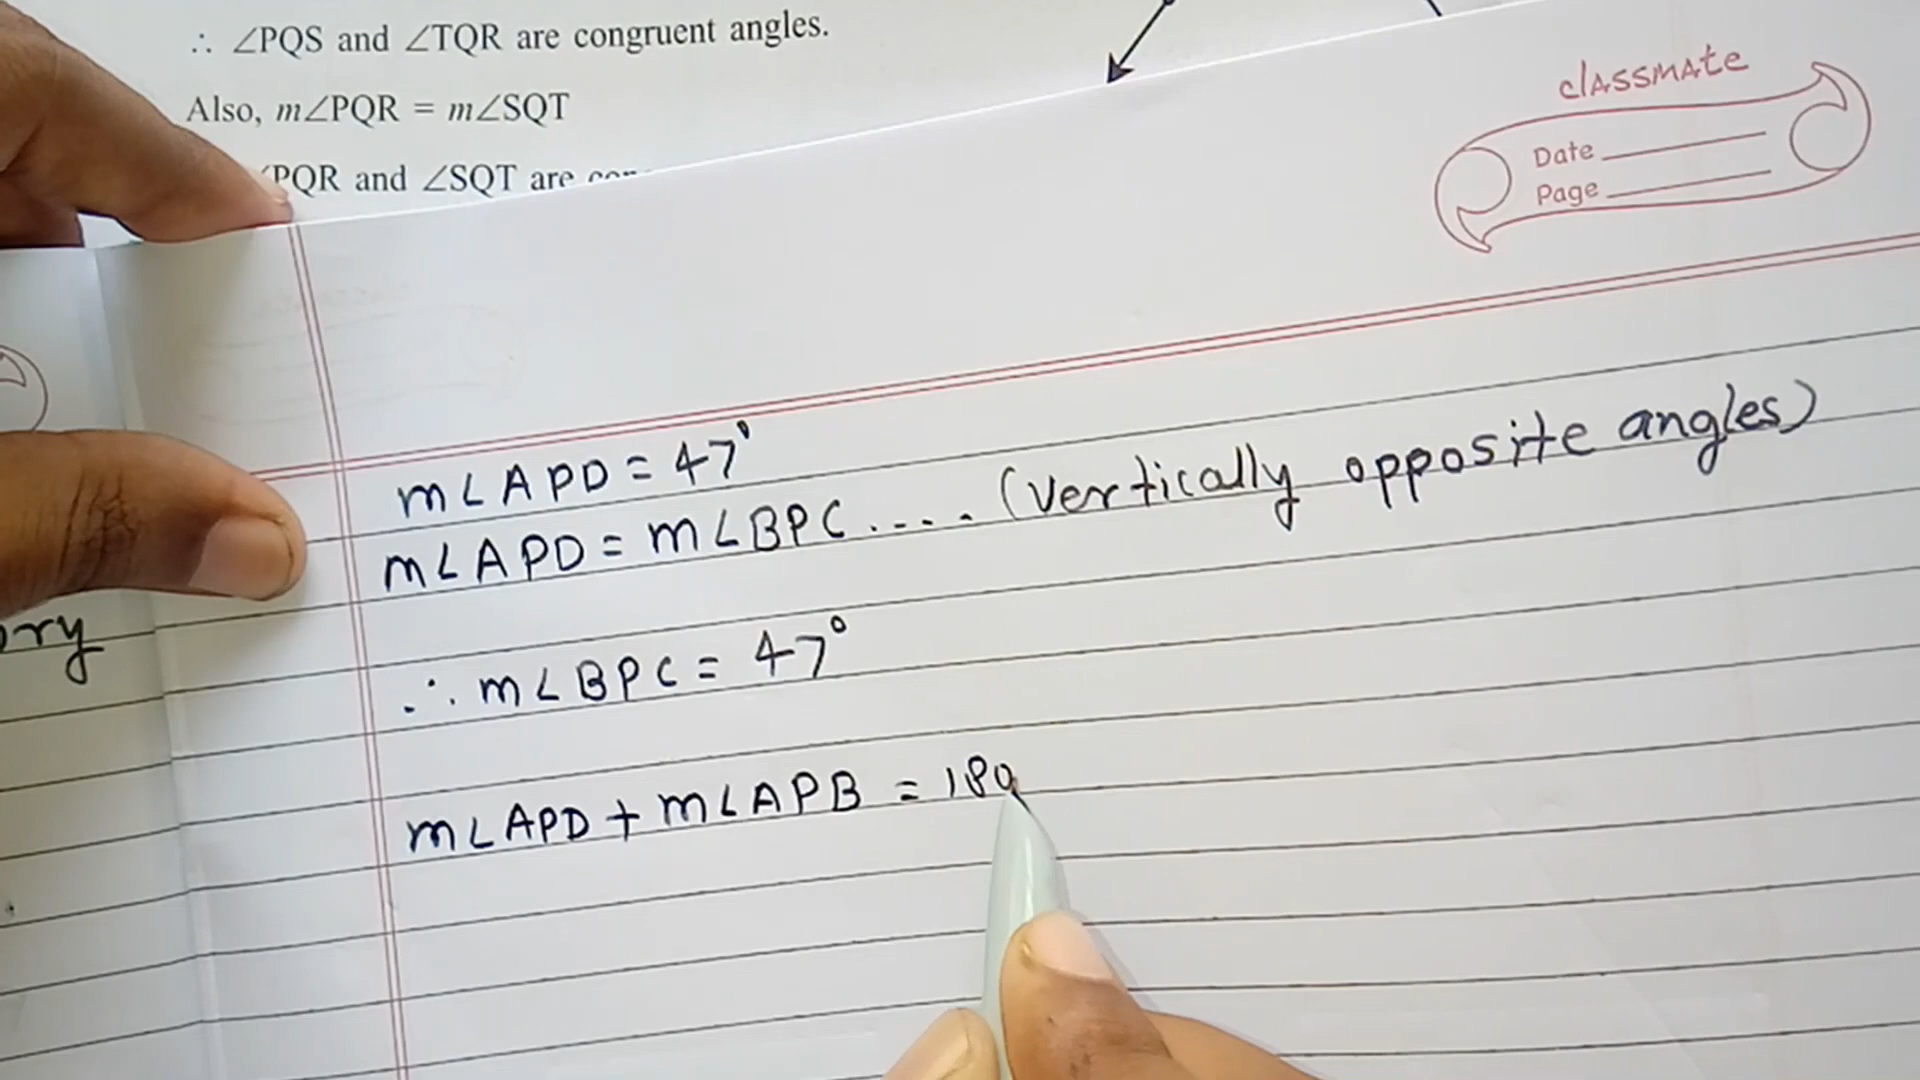 ∴ ∠PQS and ∠TQR are congruent angles.
Also, m∠PQR = m∠SQT
∠PQR and ∠SQT are
classmate
Date
Page
m∠APD = 47°
m∠APD = m∠BPC .... (vertically opposite angles)
∴ m∠BPC = 47°
m∠APD + m∠APB = 180